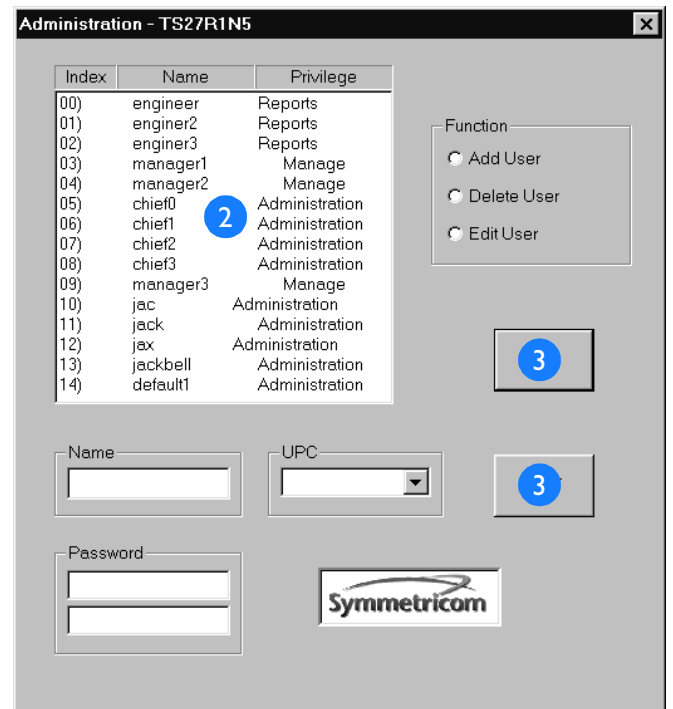 Administration - TS27R1N5
Index Name Privilege
00) engineer Reports
01) enginer2 Reports
02) enginer3 Reports
03) manager1 Manage
04) manager2 Manage
05) chief0 Administration
06) chief1 Administration
07) chief2 Administration
08) chief3 Administration
09) manager3 Manage
10) jac Administration
11) jack Administration
12) jax Administration
13) jackbell Administration
14) default1 Administration
2
Function
Add User
Delete User
Edit User
3
Name
UPC
3
Password
Symmetricom